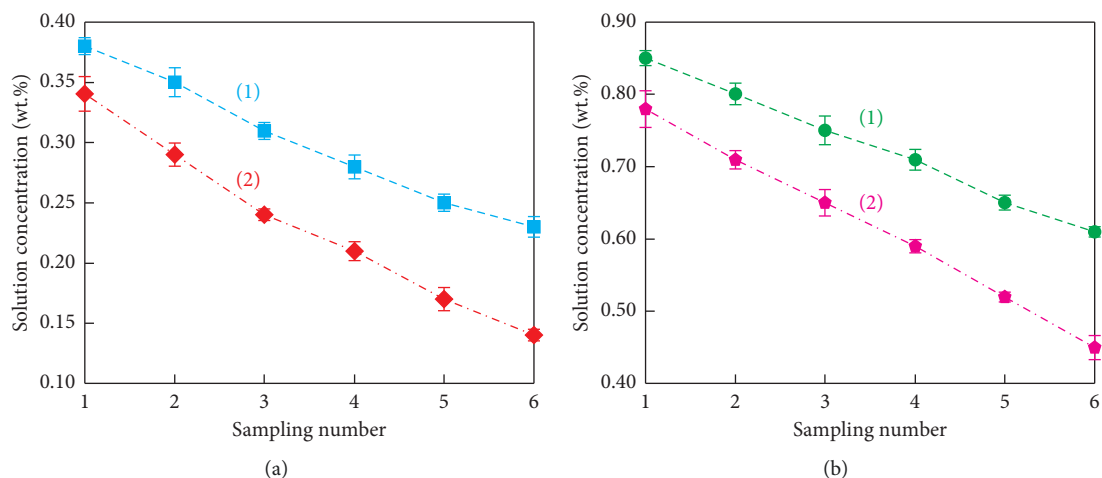 0.40
0.35
0.30
0.25
0.20
0.15
0.10
Solution concentration (wt.%)
(1)
(2)
1 2 3 4 5 6
Sampling number
(a)
0.90
0.80
0.70
0.60
0.50
0.40
Solution concentration (wt.%)
(1)
(2)
1 2 3 4 5 6
Sampling number
(b)